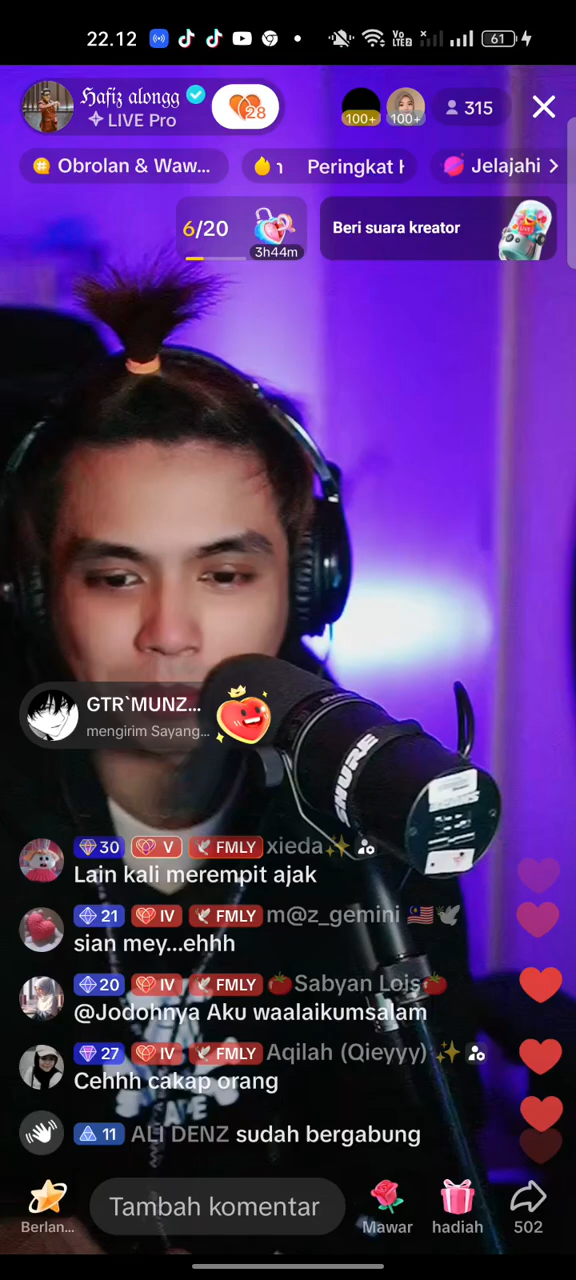 22.12
Vo
LTE2
61
Hafiz alongg
LIVE Pro
28
100+
100+
315
Obrolan & Waw...
Peringkat
Jelajahi
6/20
3h44m
Beri suara kreator
GTR`MUNZ...
mengirim Sayang...
SHURE
30 V FMLY xieda✨
Lain kali merempit ajak
21 IV FMLY m@z_gemini 🇲🇾🕊
sian mey...ehhh
20 IV FMLY 🍅Sabyan Lois🍅
@Jodohnya Aku waalaikumsalam
27 IV FMLY Aqilah (Qieyyy)✨
Cehhh cakap orang
11 ALI DENZ sudah bergabung
Berlan...
Tambah komentar
Mawar
hadiah
502